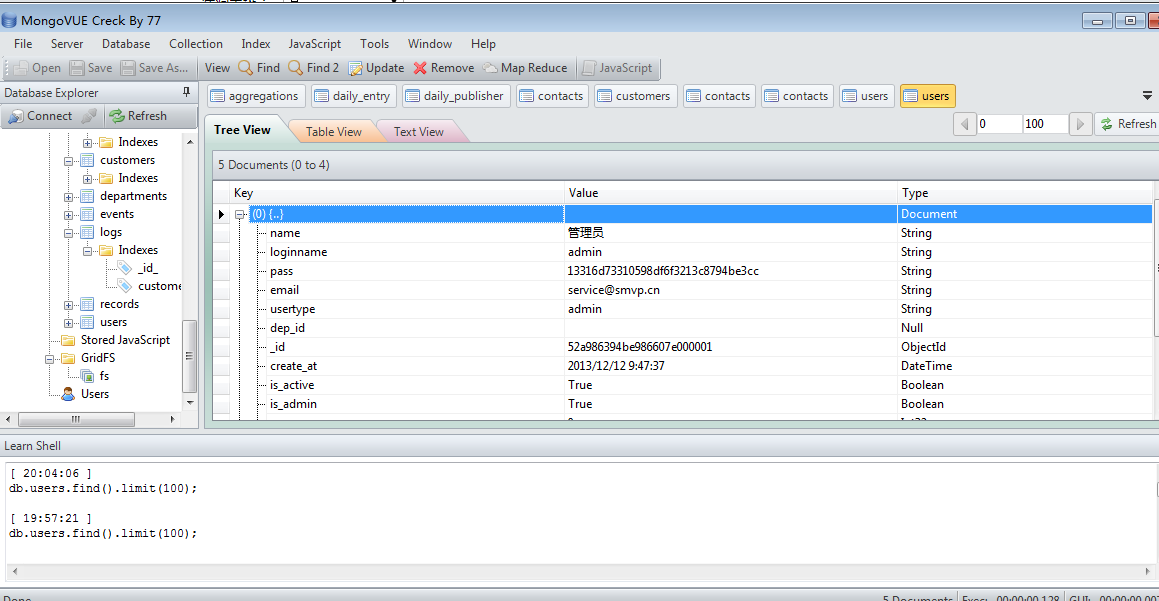 MongoVUE Creck By 77
File Server Database Collection Index JavaScript Tools Window Help
Open Save Save As... View Find Find 2 Update Remove Map Reduce JavaScript
Database Explorer
aggregations daily_entry daily_publisher contacts customers contacts contacts users users
Connect Refresh
Tree View Table View Text View 0 100 Refresh
Indexes
customers
Indexes
departments
events
logs
Indexes
_id_
custome
records
users
Stored JavaScript
GridFS
fs
Users
5 Documents (0 to 4)
Key Value Type
(0) {..} Document
name 管理员 String
loginname admin String
pass 13316d73310598df6f3213c8794be3cc String
email service@smvp.cn String
usertype admin String
dep_id Null
_id 52a986394be986607e000001 ObjectId
create_at 2013/12/12 9:47:37 DateTime
is_active True Boolean
is_admin True Boolean
Learn Shell
[ 20:04:06 ]
db.users.find().limit(100);
[ 19:57:21 ]
db.users.find().limit(100);
Done 5 Documents Exec: 00:00:00.128 GUI: 00:00:00.007